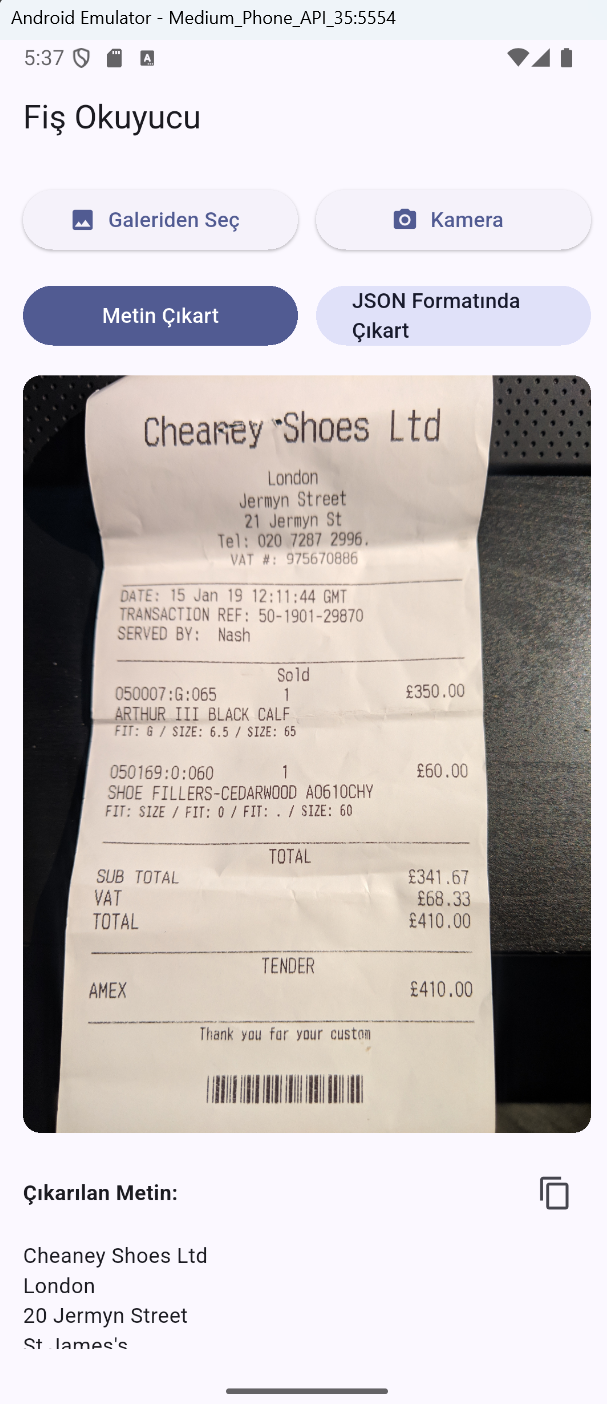 Android Emulator - Medium_Phone_API_35:5554
5:37
A
Fiş Okuyucu
Galeriden Seç
Kamera
Metin Çıkart
JSON Formatında
Çıkart
Cheaney Shoes Ltd
London
Jermyn Street
21 Jermyn St
Tel: 020 7287 2996.
VAT #: 975670886
DATE: 15 Jan 19 12:11:44 GMT
TRANSACTION REF: 50-1901-29870
SERVED BY: Nash
Sold
050007:G:065 1 £350.00
ARTHUR III BLACK CALF
FIT: G / SIZE: 6.5 / SIZE: 65
050169:0:060 1 £60.00
SHOE FILLERS-CEDARWOOD A0610CHY
FIT: SIZE / FIT: 0 / FIT: . / SIZE: 60
TOTAL
SUB TOTAL £341.67
VAT £68.33
TOTAL £410.00
TENDER
AMEX £410.00
Thank you for your custom
Çıkarılan Metin:
Cheaney Shoes Ltd
London
20 Jermyn Street
St James's